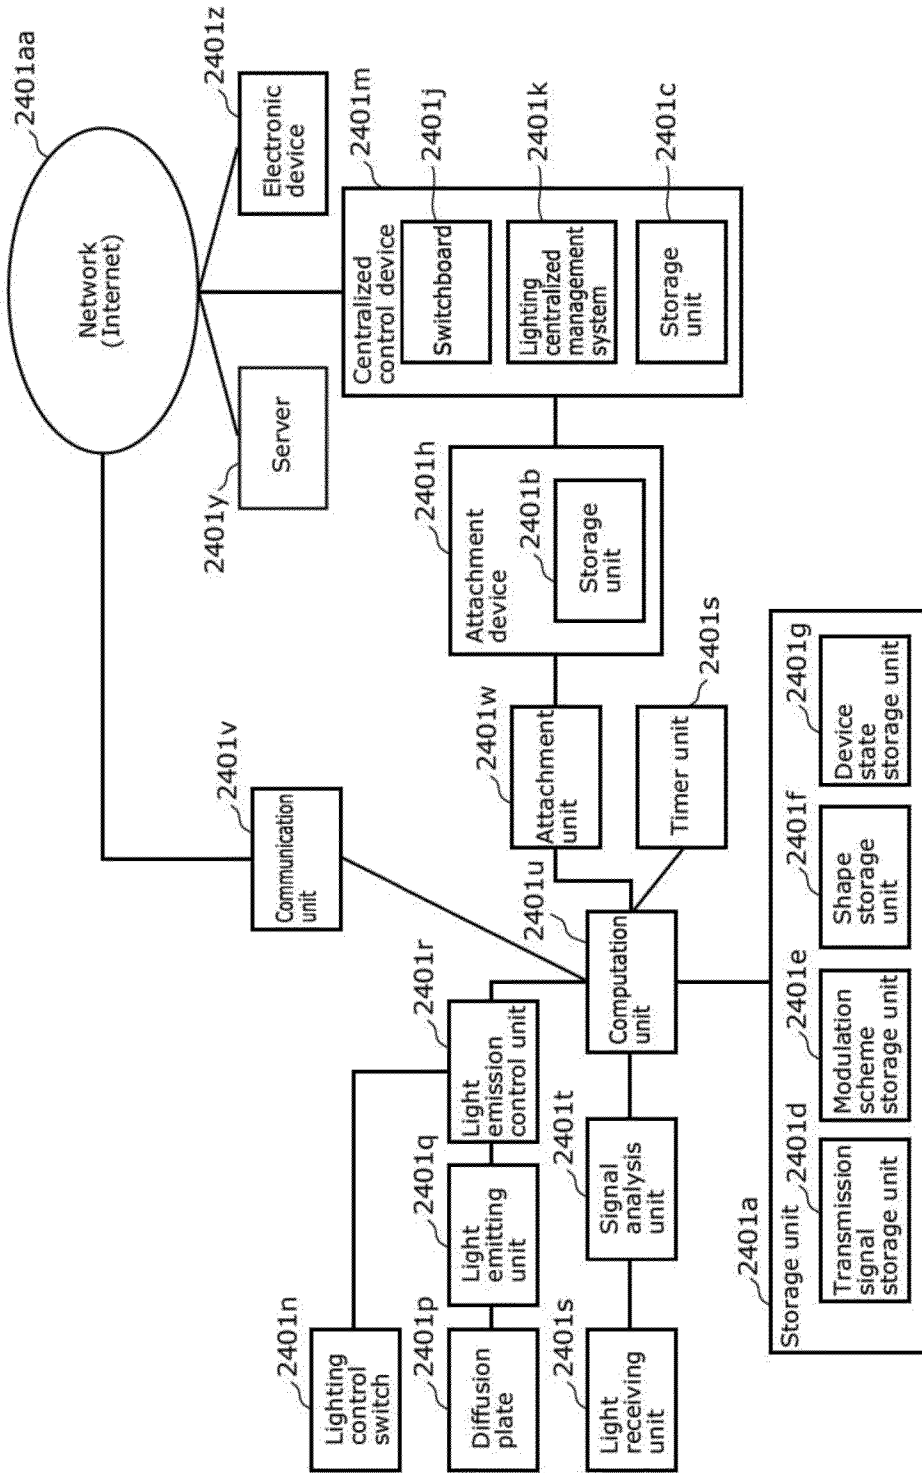 2401n
Lighting
control
switch
2401p
Diffusion
plate
2401q
Light
emitting
unit
2401r
Light
emission
control unit
2401s
Light
receiving
unit
2401t
Signal
analysis
unit
2401u
Computation
unit
2401v
Communication
unit
2401w
Attachment
unit
2401s
Timer unit
2401h
Attachment
device
2401b
Storage
unit
2401aa
Network
(Internet)
2401y
Server
2401z
Electronic
device
2401m
Centralized
control device
2401j
Switchboard
2401k
Lighting
centralized
management
system
2401c
Storage
unit
2401a
Storage unit
2401d
Transmission
signal
storage unit
2401e
Modulation
scheme
storage unit
2401f
Shape
storage
unit
2401g
Device
state
storage unit